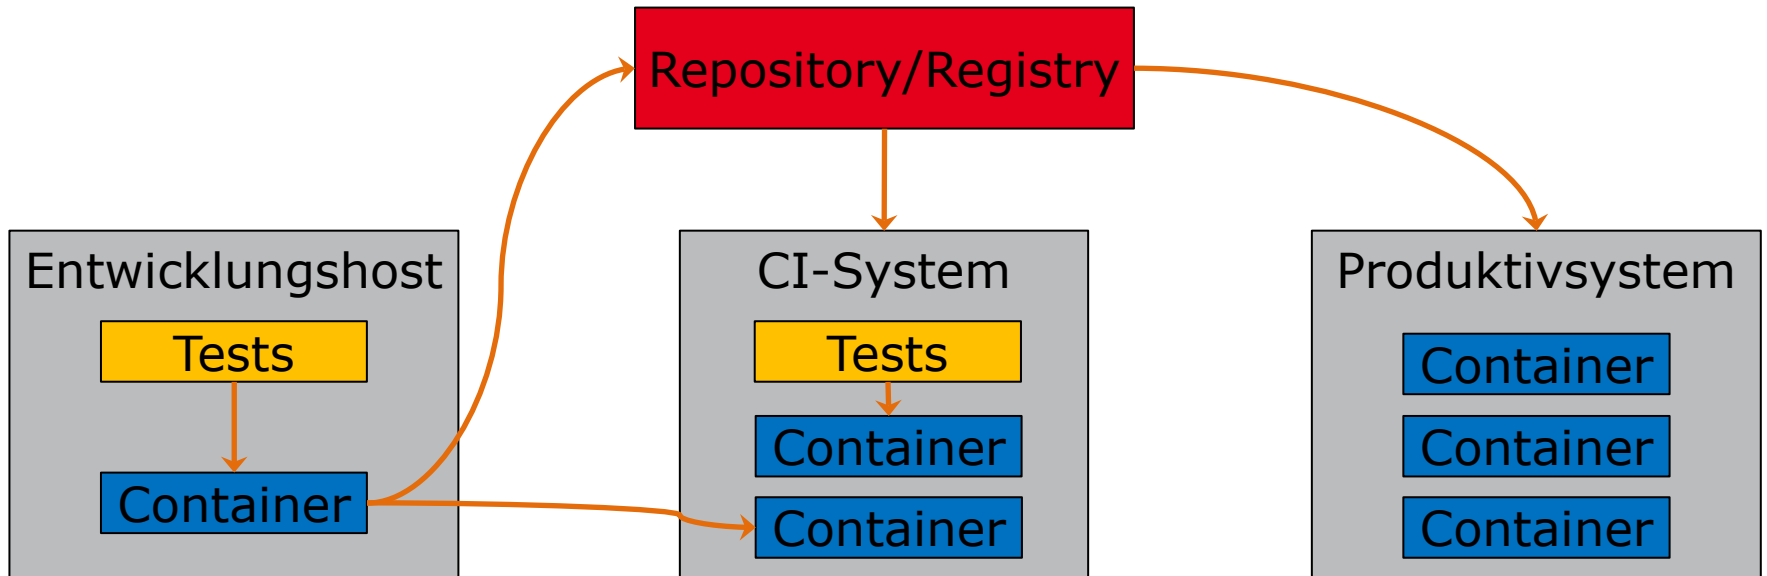 Repository/Registry
Entwicklungshost
Tests
Container
CI-System
Tests
Container
Container
Produktivsystem
Container
Container
Container